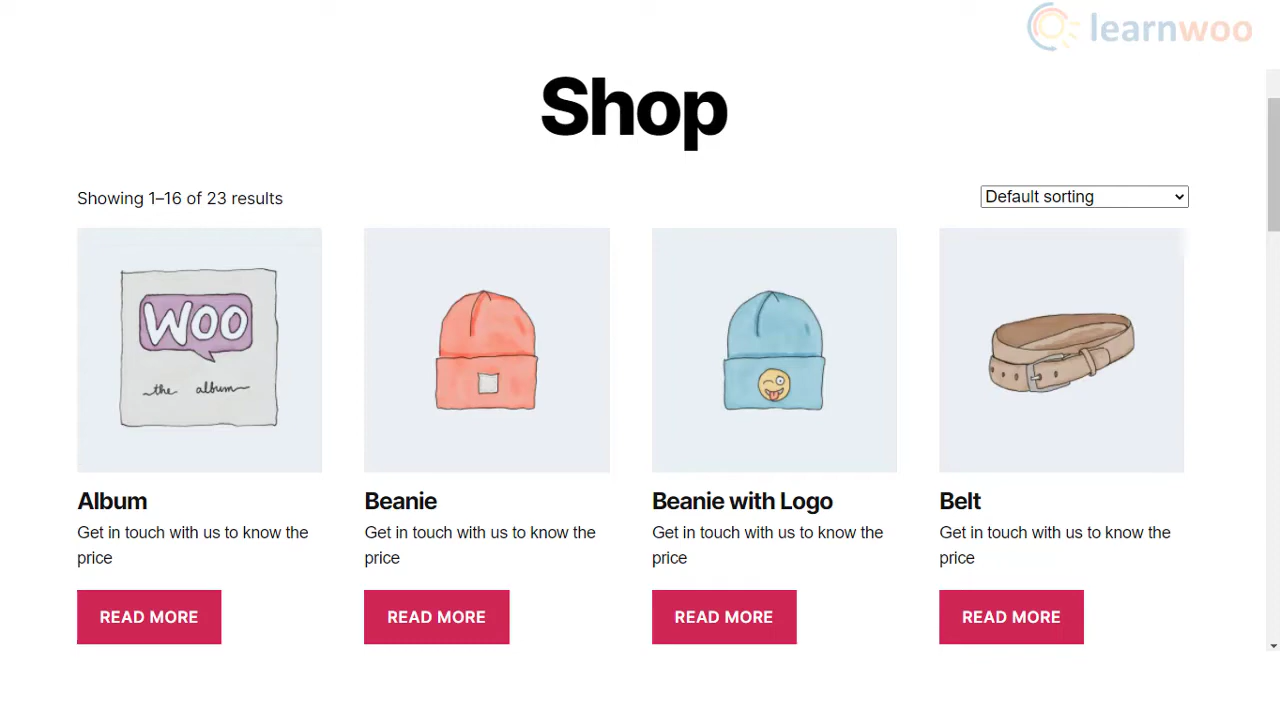 learnwoo
Shop
Showing 1–16 of 23 results
Default sorting
WOO
the album
Album
Get in touch with us to know the
price
READ MORE
Beanie
Get in touch with us to know the
price
READ MORE
Beanie with Logo
Get in touch with us to know the
price
READ MORE
Belt
Get in touch with us to know the
price
READ MORE